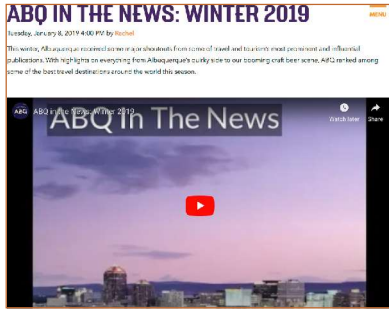 ABQ IN THE NEWS: WINTER 2019
MENU
Tuesday, January 8, 2019 4:00 PM by Rachel
This winter, Albuquerque received some major shoutouts from some of travel and tourism's most prominent and influential
publications. With highlights on everything from Albuquerque's quirky side to our booming craft beer scene, ABQ ranked among
some of the best travel destinations around the world this season.
ABQ
ABQ in the News: Winter 2019
Watch later
Share
ABQ in The News